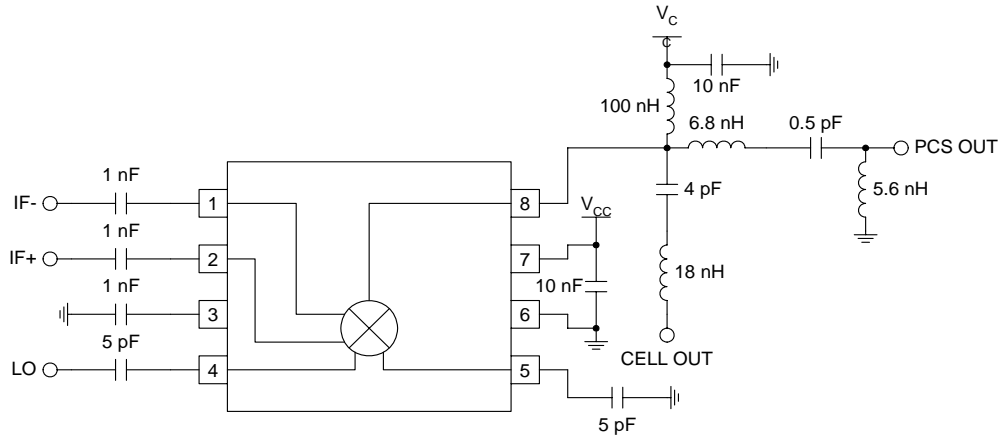 V_C
C
10 nF
100 nH
6.8 nH
0.5 pF
PCS OUT
1 nF
IF-
1
8
4 pF
5.6 nH
1 nF
V_CC
IF+
2
7
18 nH
1 nF
10 nF
3
6
5 pF
CELL OUT
LO
4
5
5 pF